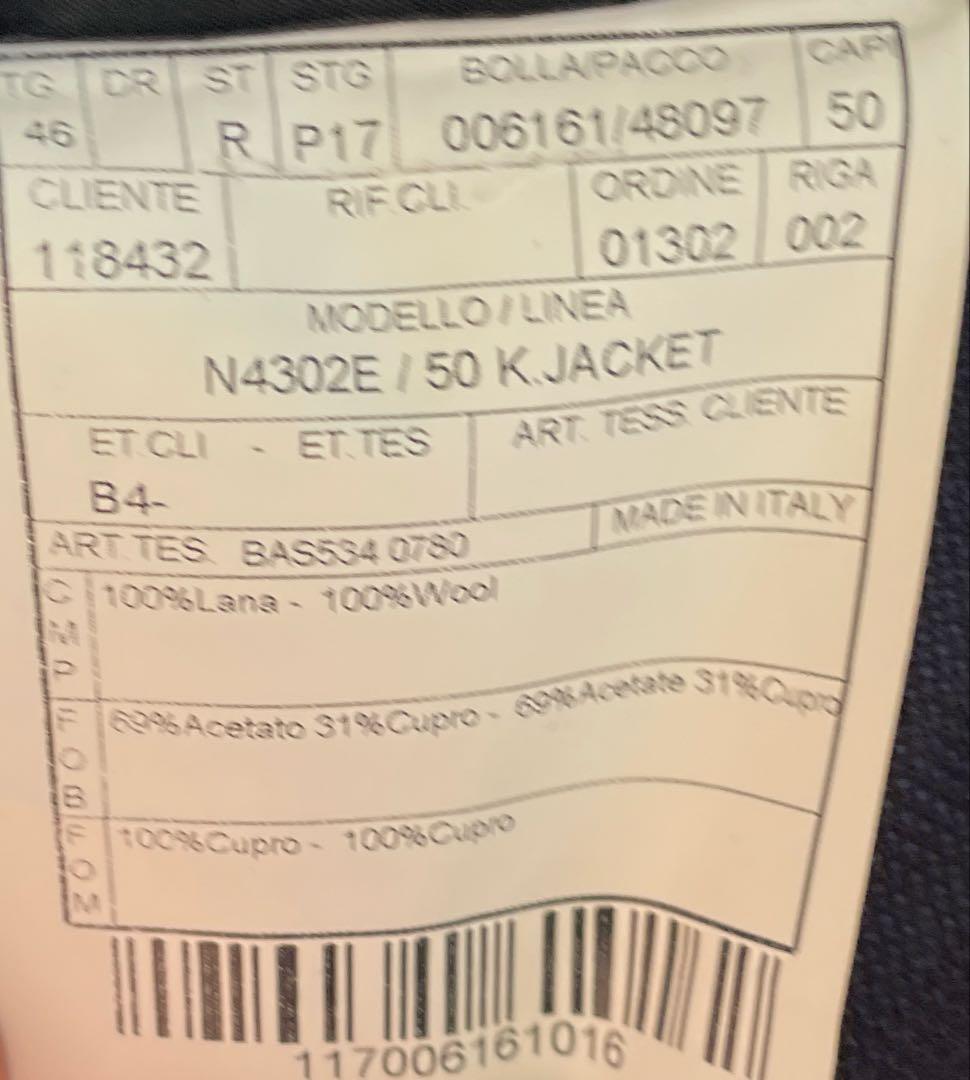 TG DR ST STG BOLLA/PACCO CAPI
46 R P17 006161/48097 50
CLIENTE RIF.CLI. ORDINE RIGA
118432 01302 002
MODELLO / LINEA
N4302E / 50 K.JACKET
ET.CLI - ET.TES ART. TESS. CLIENTE
B4-
ART.TES. BAS534 0780 MADE IN ITALY
CMP 100%Lana - 100%Wool
FOB 69%Acetato 31%Cupro - 69%Acetate 31%Cupro
FOM 100%Cupro - 100%Cupro
117006161016